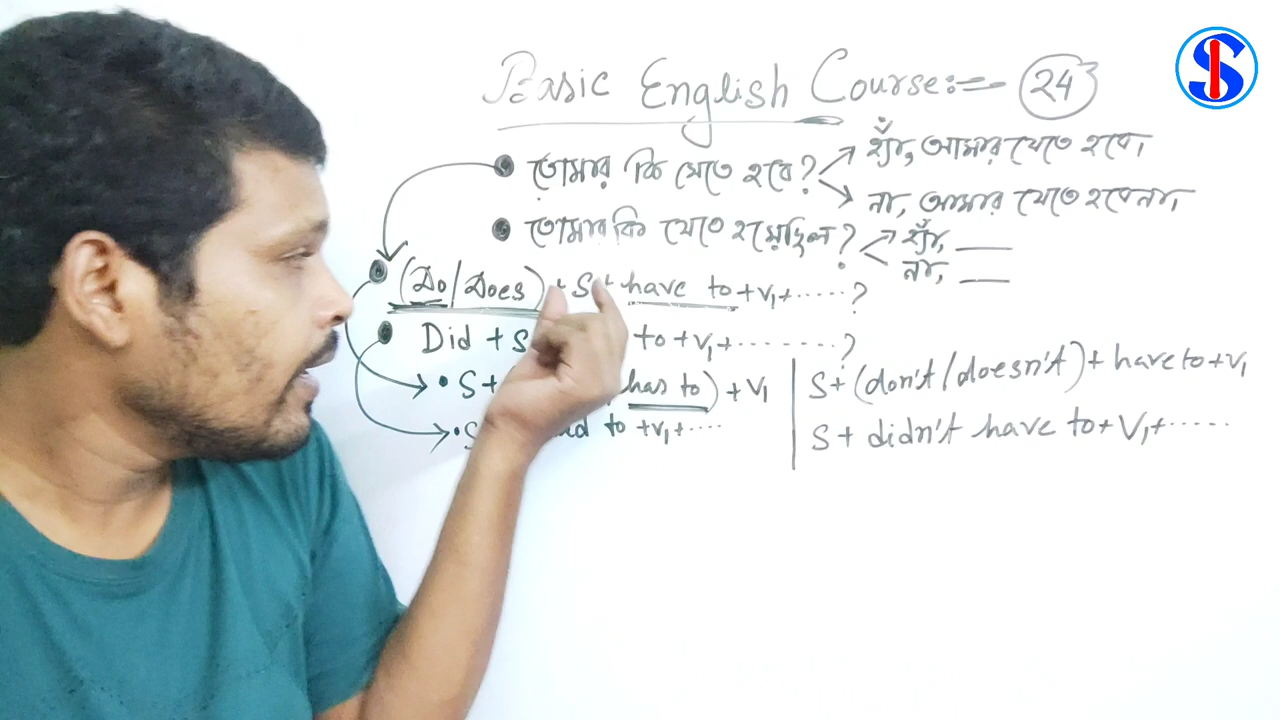 Basic English Course:- 24
তোমার কি যেতে হবে?
হ্যাঁ, আমার যেতে হবে।
না, আমার যেতে হবেনা,
তোমার কি যেতে হয়েছিল?
হ্যাঁ, ___
না, ___
(Do/Does) + S + have to + V1 + ..... ?
Did + S to + V1 + ........ ?
• S + has to) + V1
S + (don't/doesn't) + have to + V1
• S to + V1 + ....
S + didn't have to + V1 + .....
S